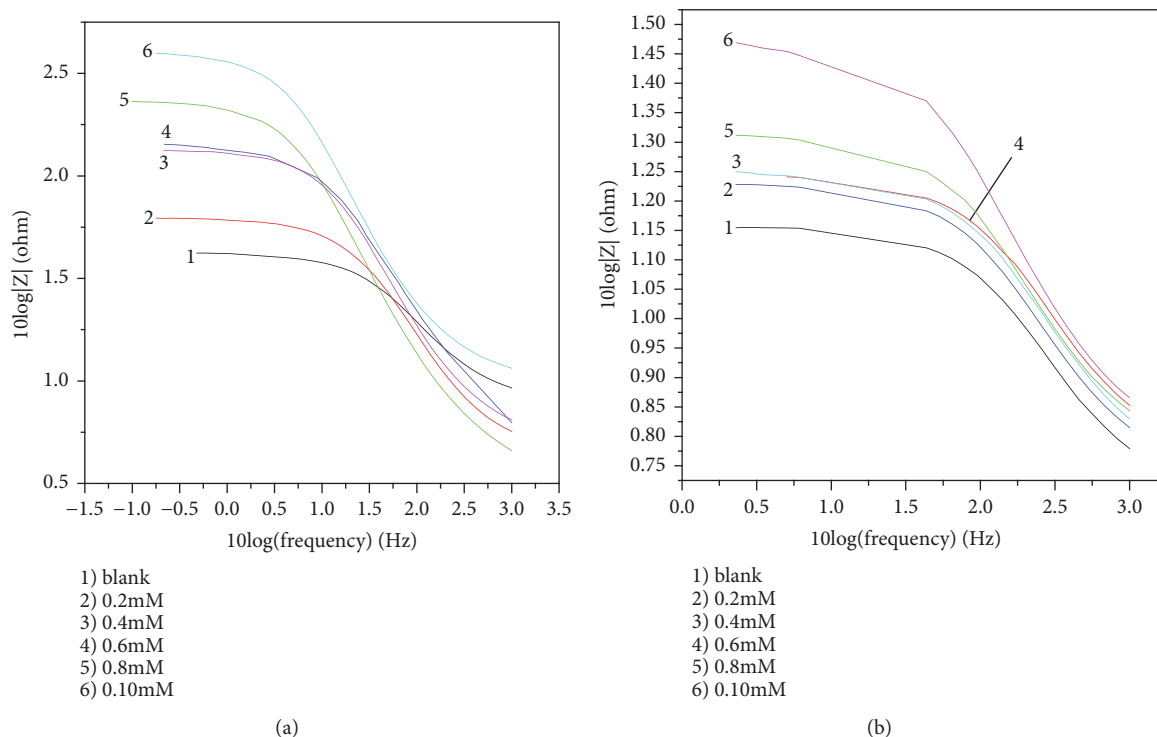 2.5
2.0
1.5
1.0
0.5
10log|Z| (ohm)
6
5
4
3
2
1
−1.5 −1.0 −0.5 0.0 0.5 1.0 1.5 2.0 2.5 3.0 3.5
10log(frequency) (Hz)
1) blank
2) 0.2mM
3) 0.4mM
4) 0.6mM
5) 0.8mM
6) 0.10mM
(a)
1.50
1.45
1.40
1.35
1.30
1.25
1.20
1.15
1.10
1.05
1.00
0.95
0.90
0.85
0.80
0.75
10log|Z| (ohm)
6
5
4
3
2
1
0.0 0.5 1.0 1.5 2.0 2.5 3.0
10log(frequency) (Hz)
1) blank
2) 0.2mM
3) 0.4mM
4) 0.6mM
5) 0.8mM
6) 0.10mM
(b)